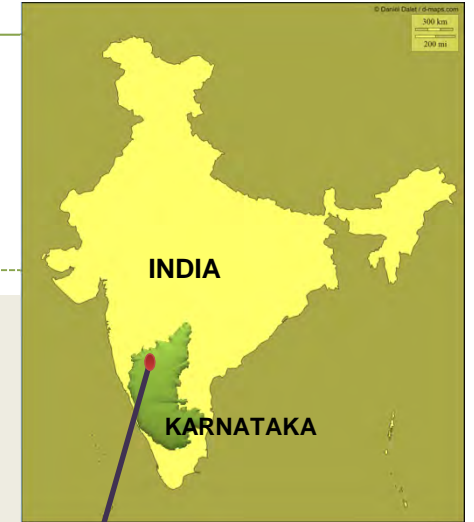 © Daniel Dalet / d-maps.com
300 km
200 mi
INDIA
KARNATAKA